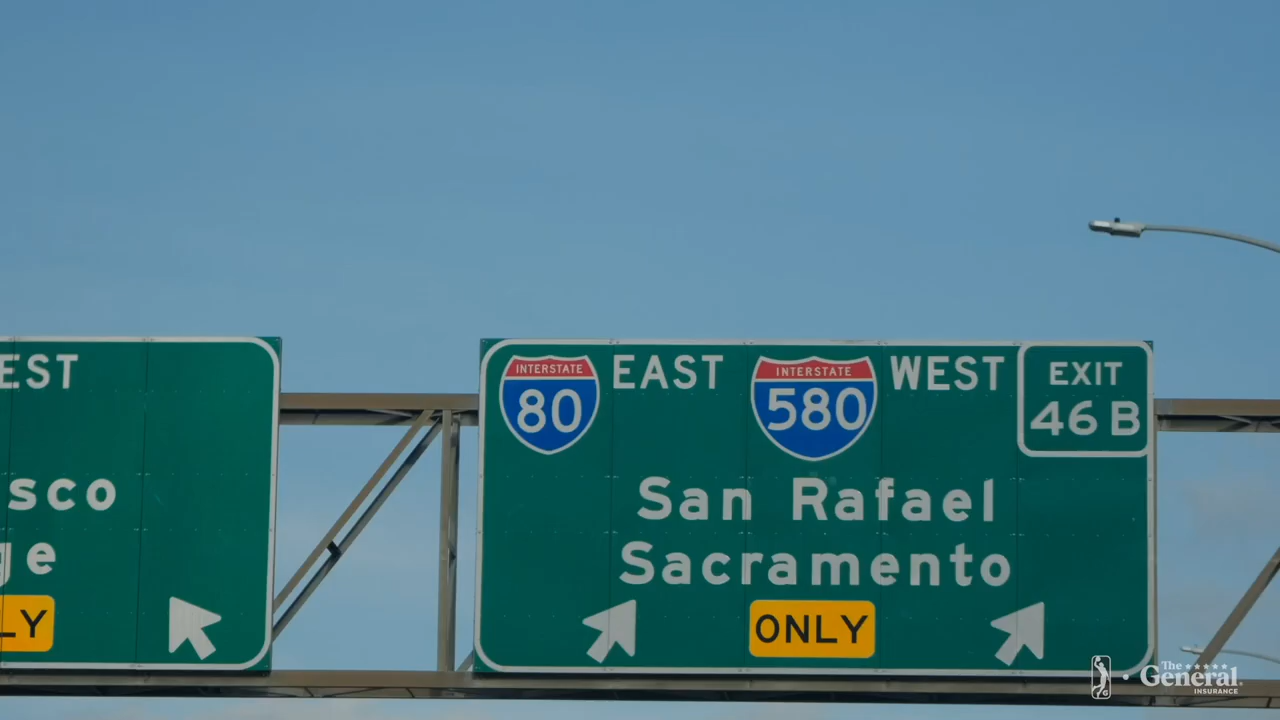 EST
sco
ge
LY
INTERSTATE
80
EAST
INTERSTATE
580
WEST
EXIT
46 B
San Rafael
Sacramento
ONLY
The
General
INSURANCE